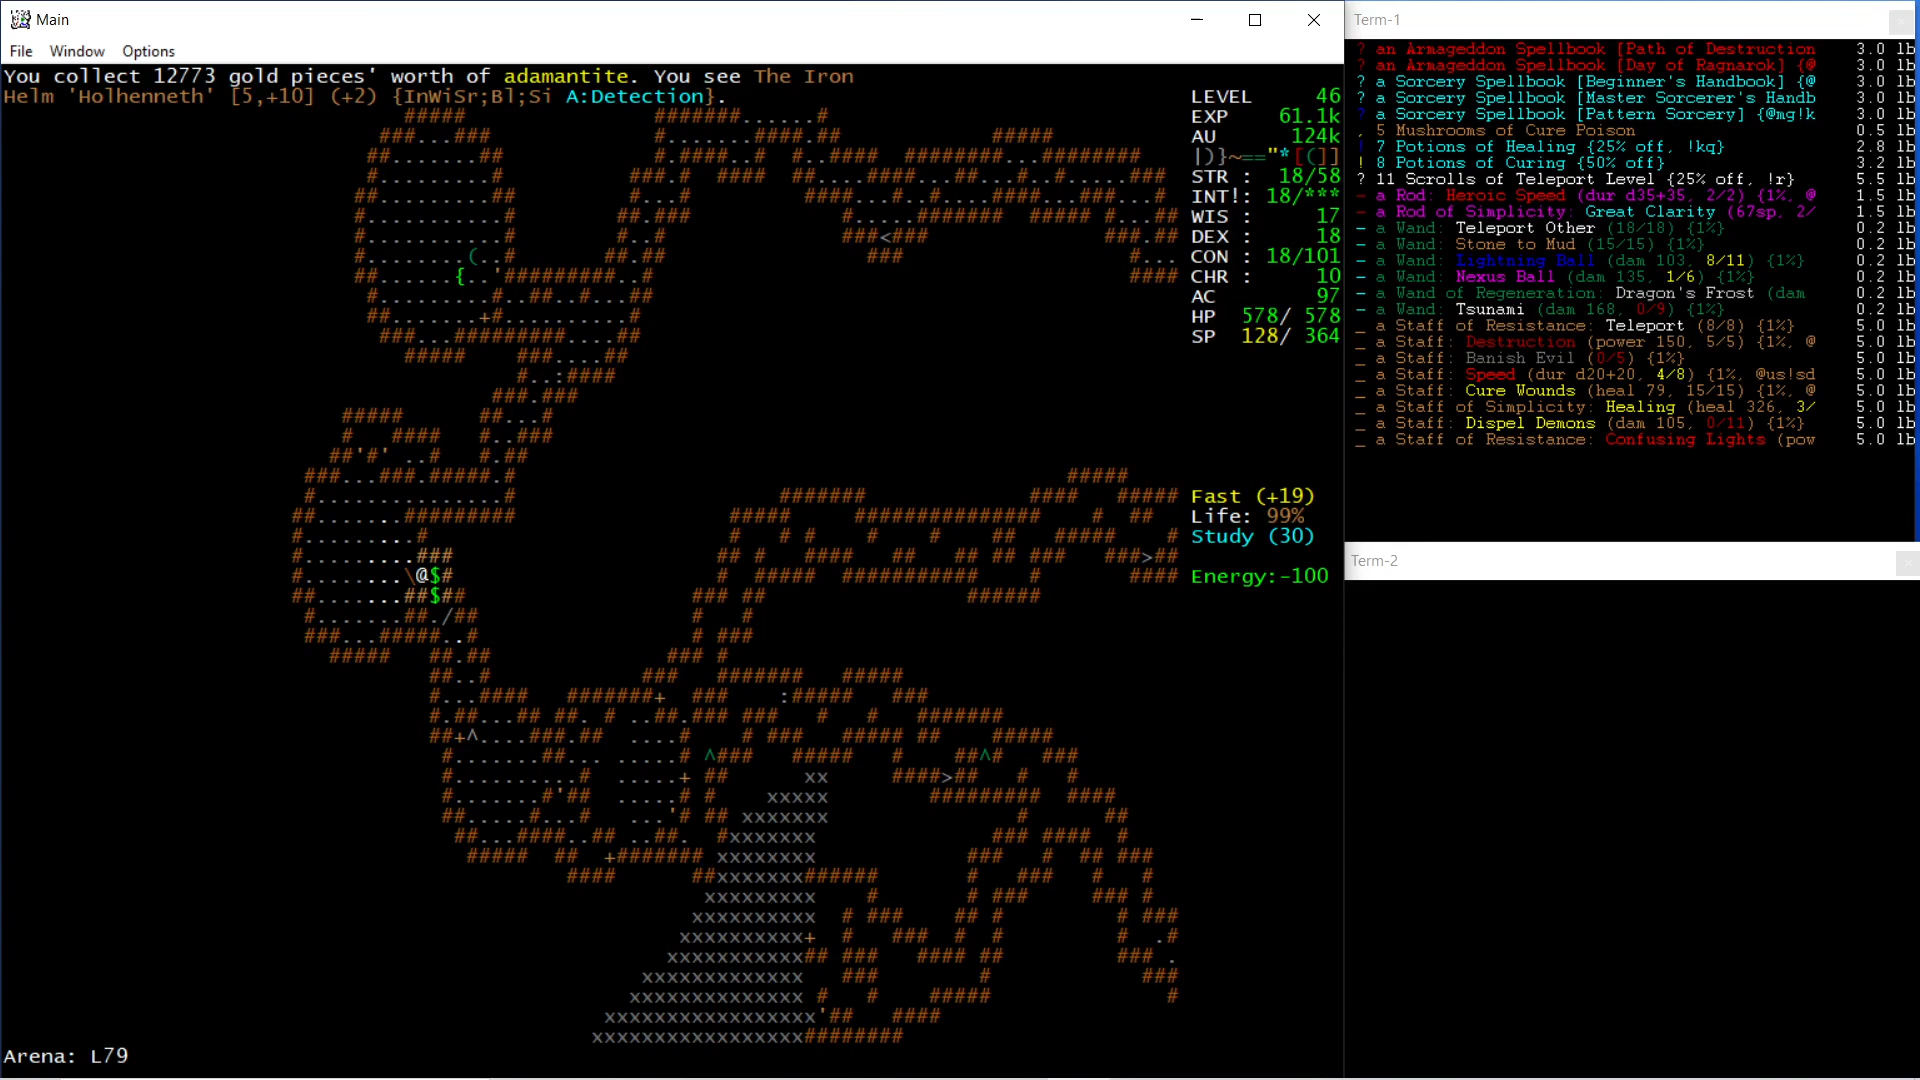 Main
File Window Options
You collect 12773 gold pieces' worth of adamantite. You see The Iron
Helm 'Holhenneth' [5,+10] (+2) {InWiSr;Bl;Si A:Detection}.
LEVEL 46
EXP 61.1k
AU 124k
|)}~=="*[(]]
STR : 18/58
INT!: 18/***
WIS : 17
DEX : 18
CON : 18/101
CHR : 10
AC 97
HP 578/ 578
SP 128/ 364
Fast (+19)
Life: 99%
Study (30)
Energy:-100
Arena: L79
Term-1
? an Armageddon Spellbook [Path of Destruction 3.0 lb
? an Armageddon Spellbook [Day of Ragnarok] {@ 3.0 lb
? a Sorcery Spellbook [Beginner's Handbook] {@ 3.0 lb
? a Sorcery Spellbook [Master Sorcerer's Handb 3.0 lb
? a Sorcery Spellbook [Pattern Sorcery] {@mg!k 3.0 lb
, 5 Mushrooms of Cure Poison 0.5 lb
! 7 Potions of Healing {25% off, !kq} 2.8 lb
! 8 Potions of Curing {50% off} 3.2 lb
? 11 Scrolls of Teleport Level {25% off, !r} 5.5 lb
- a Rod: Heroic Speed (dur d35+35, 2/2) {1%, @ 1.5 lb
- a Rod of Simplicity: Great Clarity (67sp, 2/ 1.5 lb
- a Wand: Teleport Other (18/18) {1%} 0.2 lb
- a Wand: Stone to Mud (15/15) {1%} 0.2 lb
- a Wand: Lightning Ball (dam 103, 8/11) {1%} 0.2 lb
- a Wand: Nexus Ball (dam 135, 1/6) {1%} 0.2 lb
- a Wand of Regeneration: Dragon's Frost (dam 0.2 lb
- a Wand: Tsunami (dam 168, 0/9) {1%} 0.2 lb
_ a Staff of Resistance: Teleport (8/8) {1%} 5.0 lb
_ a Staff: Destruction (power 150, 5/5) {1%, @ 5.0 lb
_ a Staff: Banish Evil (0/5) {1%} 5.0 lb
_ a Staff: Speed (dur d20+20, 4/8) {1%, @us!sd 5.0 lb
_ a Staff: Cure Wounds (heal 79, 15/15) {1%, @ 5.0 lb
_ a Staff of Simplicity: Healing (heal 326, 3/ 5.0 lb
_ a Staff: Dispel Demons (dam 105, 0/11) {1%} 5.0 lb
_ a Staff of Resistance: Confusing Lights (pow 5.0 lb
Term-2